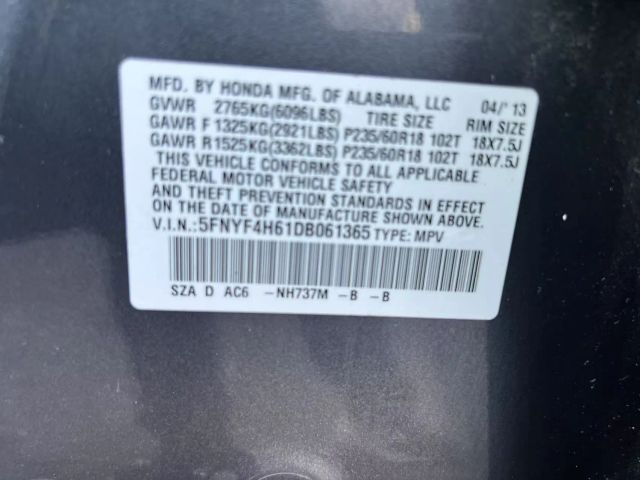 MFD. BY HONDA MFG. OF ALABAMA, LLC 04/'13
GVWR 2765KG(6096LBS) TIRE SIZE RIM SIZE
GAWR F 1325KG(2921LBS) P235/60R18 102T 18X7.5J
GAWR R1525KG(3362LBS) P235/60R18 102T 18X7.5J
THIS VEHICLE CONFORMS TO ALL APPLICABLE
FEDERAL MOTOR VEHICLE SAFETY
AND THEFT PREVENTION STANDARDS IN EFFECT
ON THE DATE OF MANUFACTURE SHOWN ABOVE.
V.I.N.:5FNYF4H61DB061365 TYPE: MPV
SZA D AC6 -NH737M -B -B